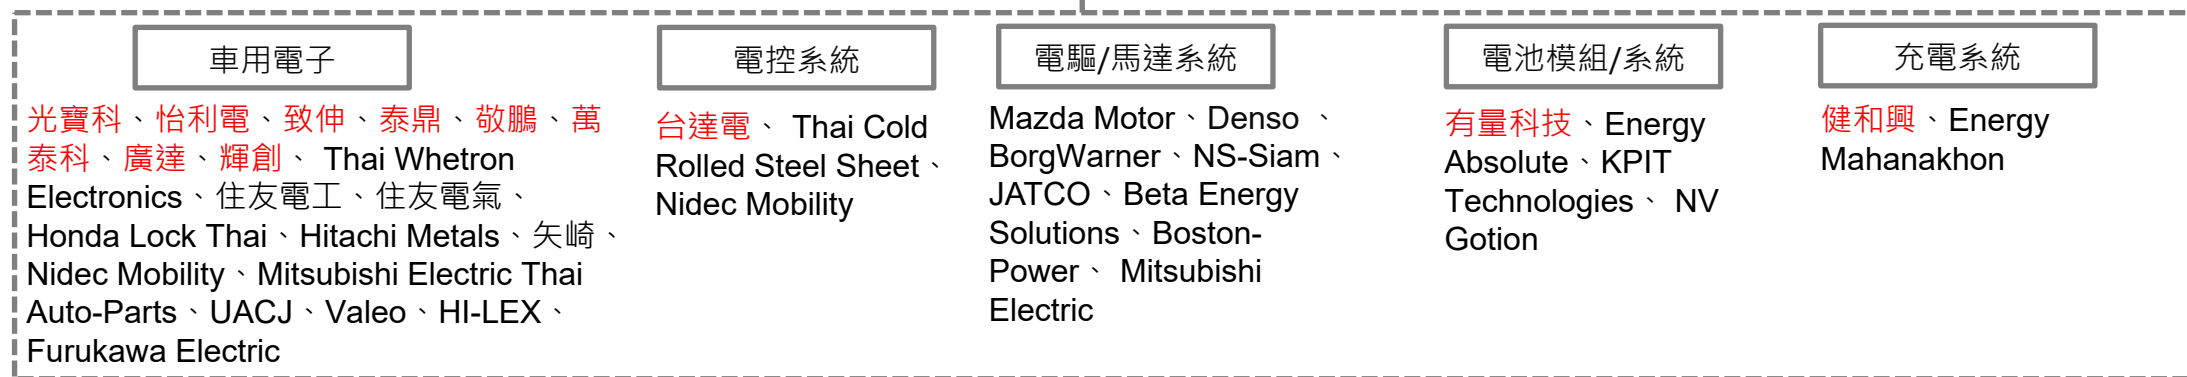 車用電子
光寶科、怡利電、致伸、泰鼎、敬鵬、萬
泰科、廣達、輝創、 Thai Whetron
Electronics、住友電工、住友電氣、
Honda Lock Thai、Hitachi Metals、矢崎、
Nidec Mobility、Mitsubishi Electric Thai
Auto-Parts、UACJ、Valeo、HI-LEX、
Furukawa Electric
電控系統
台達電、 Thai Cold
Rolled Steel Sheet、
Nidec Mobility
電驅/馬達系統
Mazda Motor、Denso 、
BorgWarner、NS-Siam、
JATCO、Beta Energy
Solutions、Boston-
Power、 Mitsubishi
Electric
電池模組/系統
有量科技、Energy
Absolute、KPIT
Technologies、 NV
Gotion
充電系統
健和興、Energy
Mahanakhon